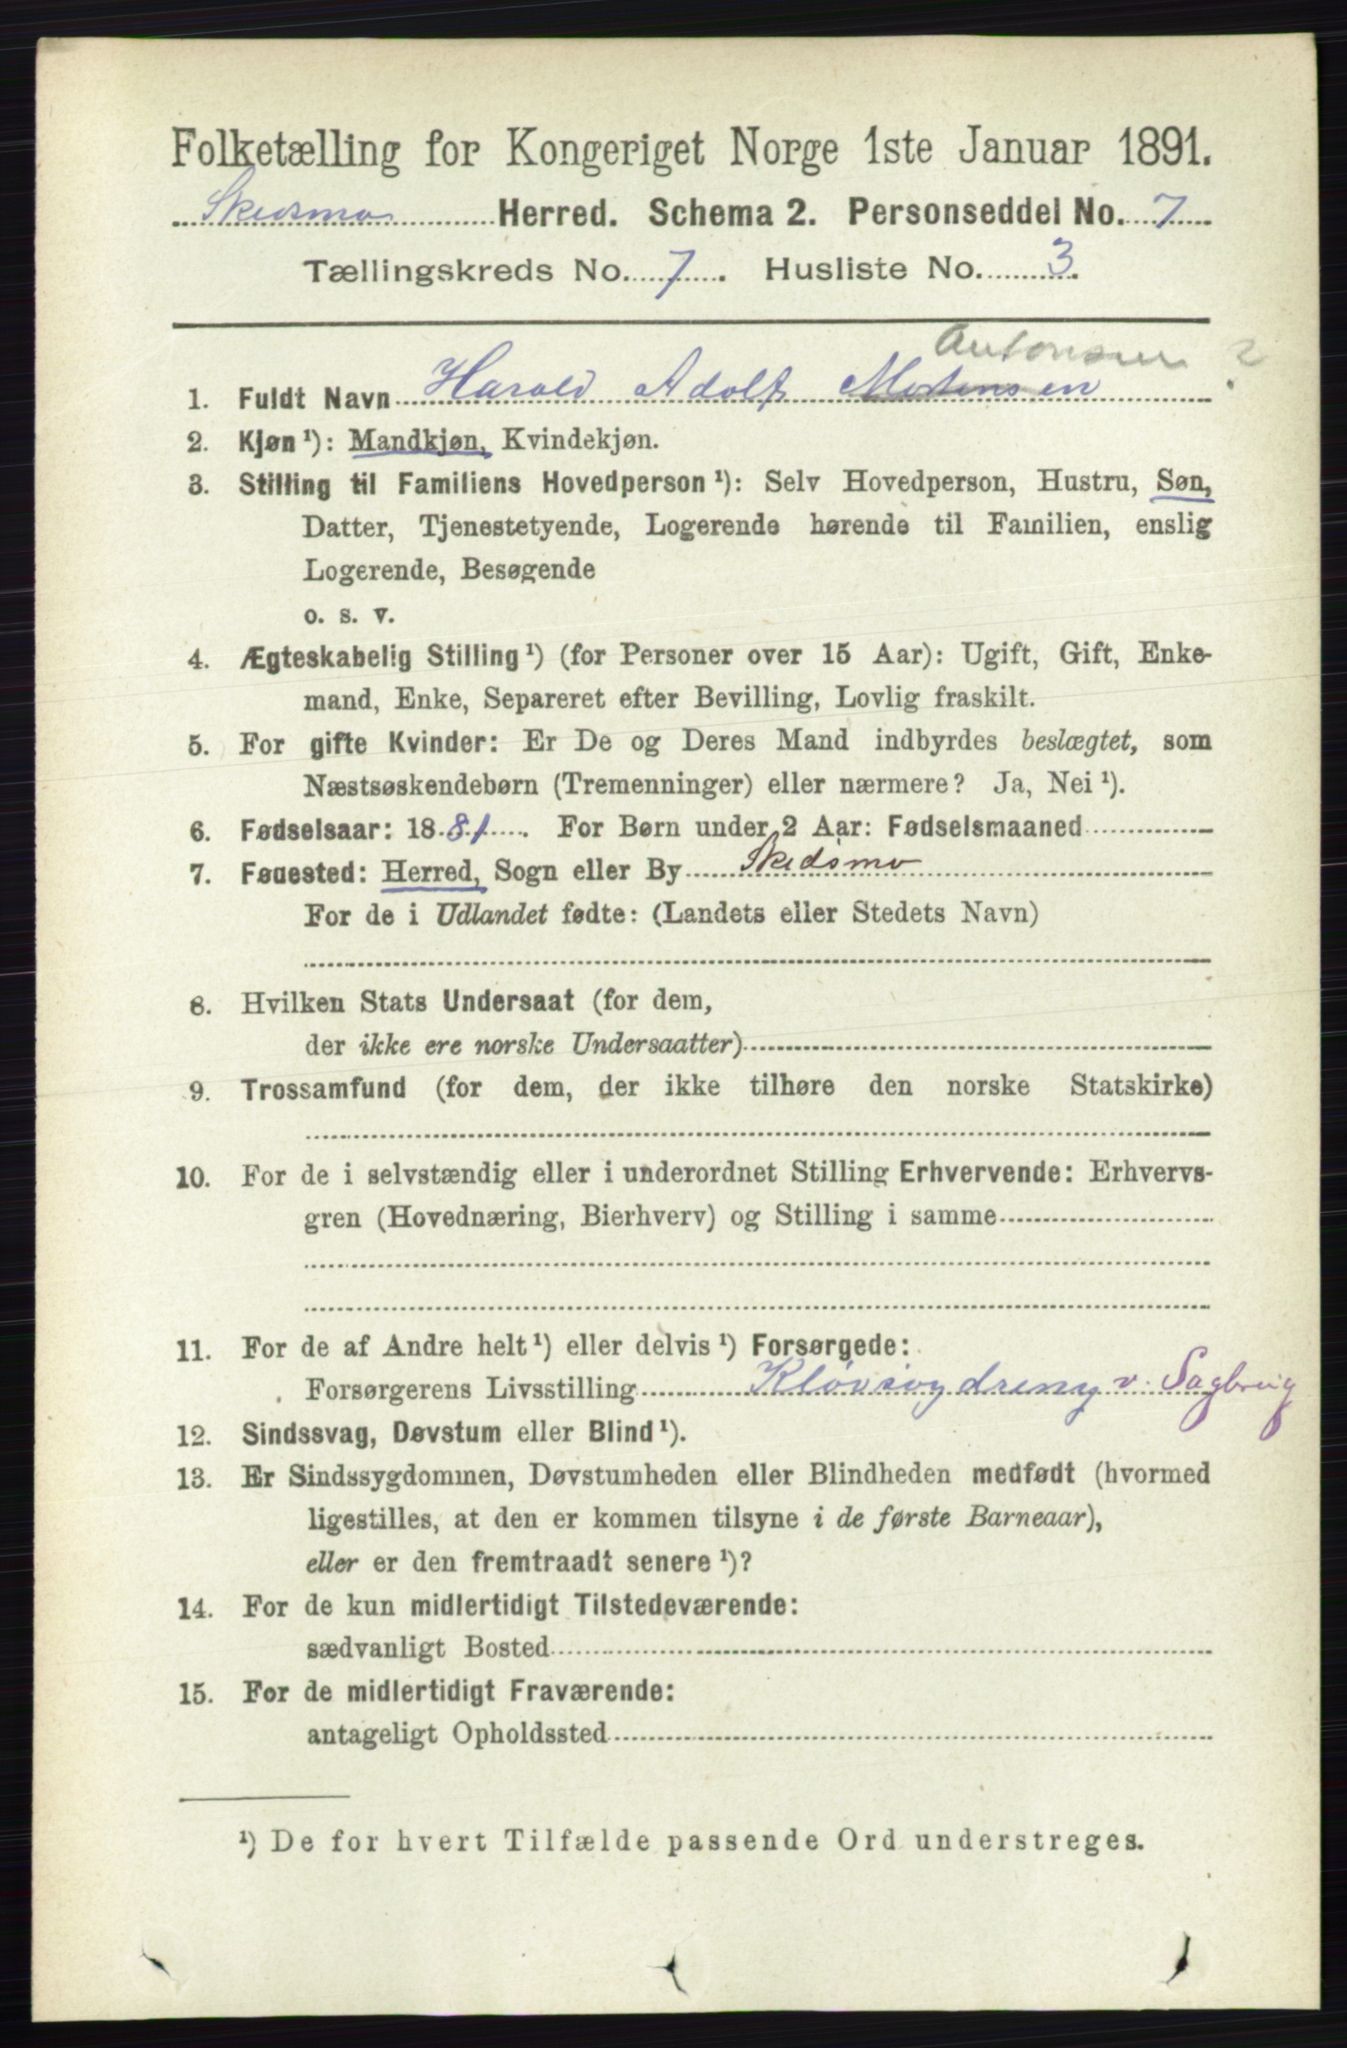 Folketælling for Kongeriget Norge 1ste Januar 1891.
Skedsmo Herred. Schema 2. Personseddel No. 7
Tællingskreds No. 7. Husliste No. 3.
Antonsen ?
1. Fuldt Navn Harald Adolf Mortensen
2. Kjøn ¹): Mandkjøn, Kvindekjøn.
3. Stilling til Familiens Hovedperson ¹): Selv Hovedperson, Hustru, Søn,
Datter, Tjenestetyende, Logerende hørende til Familien, enslig
Logerende, Besøgende
o. s. v.
4. Ægteskabelig Stilling ¹) (for Personer over 15 Aar): Ugift, Gift, Enke-
mand, Enke, Separeret efter Bevilling, Lovlig fraskilt.
5. For gifte Kvinder: Er De og Deres Mand indbyrdes beslægtet, som
Næstsøskendebørn (Tremenninger) eller nærmere? Ja, Nei ¹).
6. Fødselsaar: 1881. For Børn under 2 Aar: Fødselsmaaned
7. Fødested: Herred, Sogn eller By Skedsmo
For de i Udlandet fødte: (Landets eller Stedets Navn)
8. Hvilken Stats Undersaat (for dem,
der ikke ere norske Undersaatter)
9. Trossamfund (for dem, der ikke tilhøre den norske Statskirke)
10. For de i selvstændig eller i underordnet Stilling Erhvervende: Erhvervs-
gren (Hovednæring, Bierhverv) og Stilling i samme
11. For de af Andre helt ¹) eller delvis ¹) Forsørgede:
Forsørgerens Livsstilling Kløvsagdreng v. Sagbrug
12. Sindssvag, Døvstum eller Blind ¹).
13. Er Sindssygdommen, Døvstumheden eller Blindheden medfødt (hvormed
ligestilles, at den er kommen tilsyne i de første Barneaar),
eller er den fremtraadt senere ¹)?
14. For de kun midlertidigt Tilstedeværende:
sædvanligt Bosted
15. For de midlertidigt Fraværende:
antageligt Opholdssted
¹) De for hvert Tilfælde passende Ord understreges.